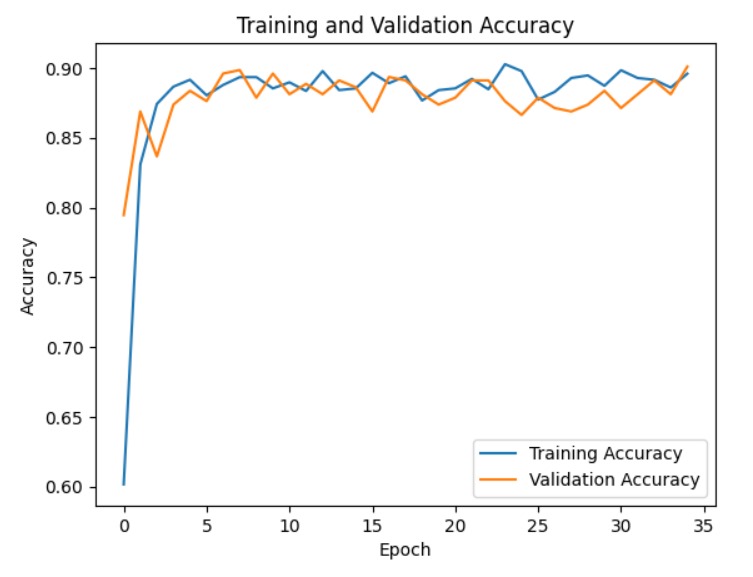 Training and Validation Accuracy
0.90
0.85
0.80
0.75
0.70
0.65
0.60
Accuracy
Training Accuracy
Validation Accuracy
0 5 10 15 20 25 30 35
Epoch